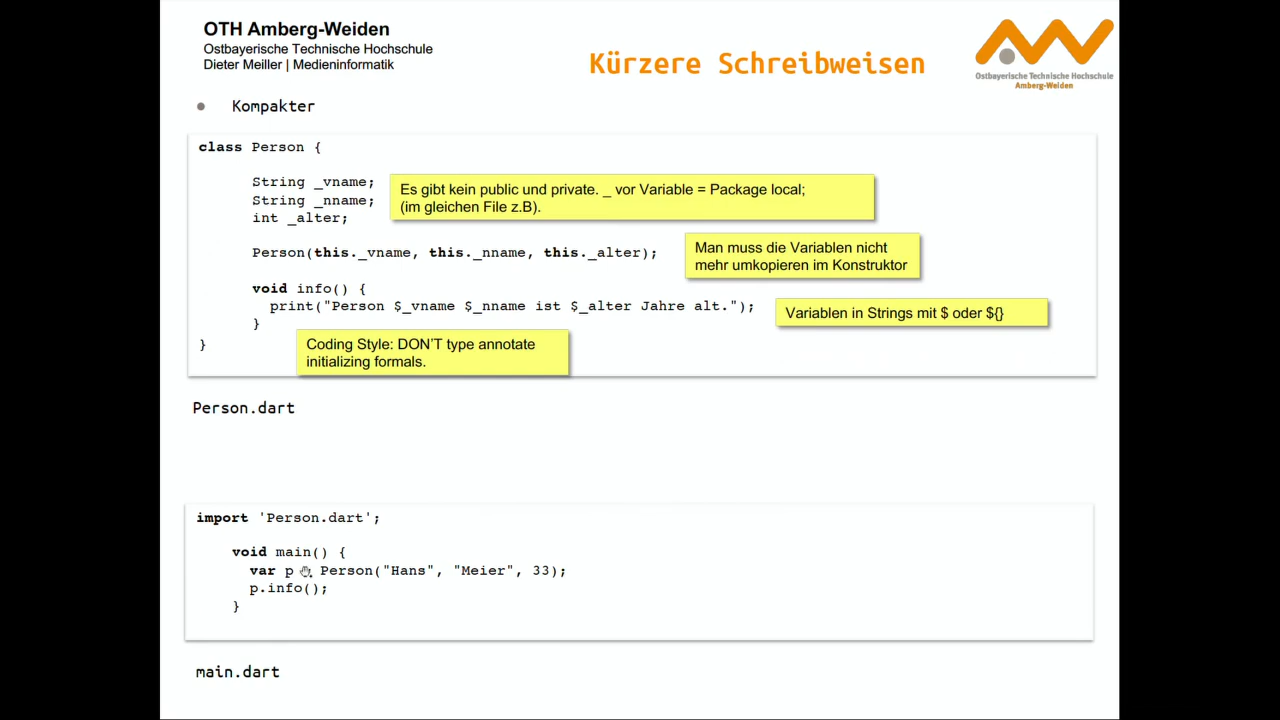 OTH Amberg-Weiden
Ostbayerische Technische Hochschule
Dieter Meiller | Medieninformatik
Kürzere Schreibweisen
Ostbayerische Technische Hochschule
Amberg-Weiden
Kompakter
class Person {
String _vname;
String _nname;
int _alter;
Es gibt kein public und private. _ vor Variable = Package local;
(im gleichen File z.B).
Person(this._vname, this._nname, this._alter);
Man muss die Variablen nicht
mehr umkopieren im Konstruktor
void info() {
print("Person $_vname $_nname ist $_alter Jahre alt.");
}
Variablen in Strings mit $ oder ${}
}
Coding Style: DON'T type annotate
initializing formals.
Person.dart
import 'Person.dart';
void main() {
var p Person("Hans", "Meier", 33);
p.info();
}
main.dart